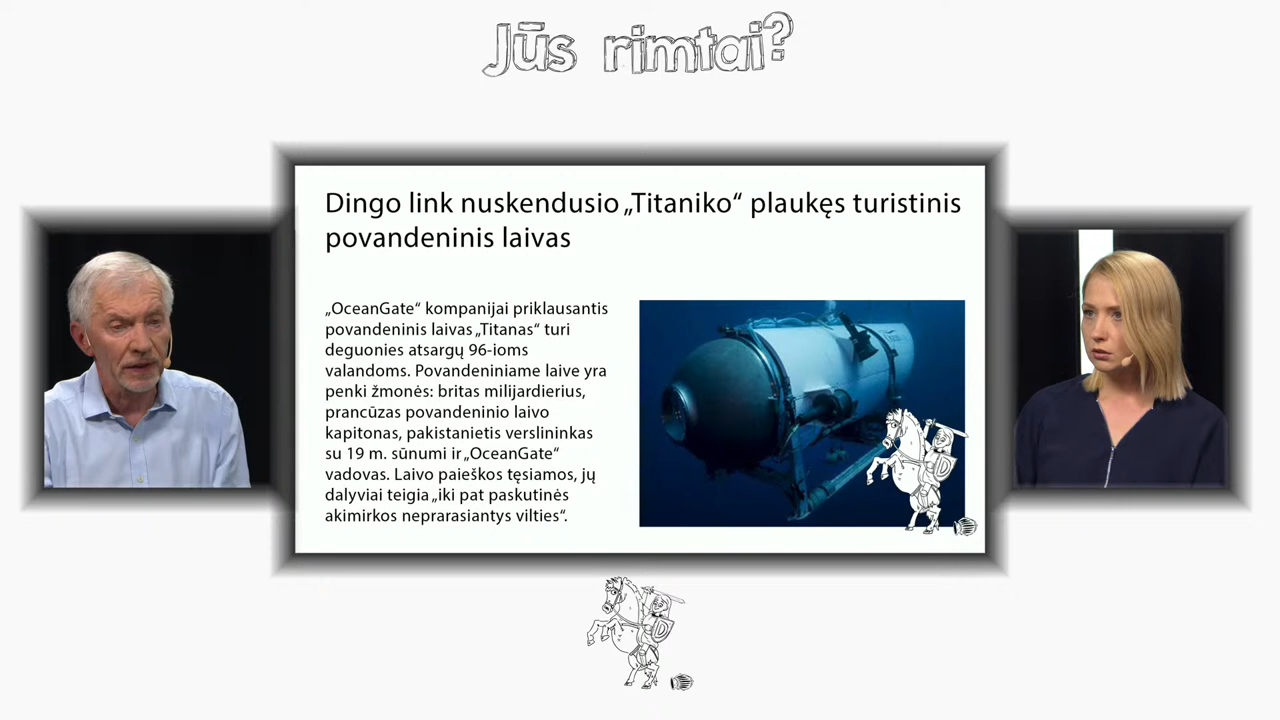 Jūs rimtai?
Dingo link nuskendusio „Titaniko“ plaukęs turistinis
povandeninis laivas
„OceanGate“ kompanijai priklausantis
povandeninis laivas „Titanas“ turi
deguonies atsargų 96-ioms
valandoms. Povandeniniame laive yra
penki žmonės: britas milijardierius,
prancūzas povandeninio laivo
kapitonas, pakistanietis verslininkas
su 19 m. sūnumi ir „OceanGate“
vadovas. Laivo paieškos tęsiamos, jų
dalyviai teigia „iki pat paskutinės
akimirkos neprarasiantys vilties“.
D
D